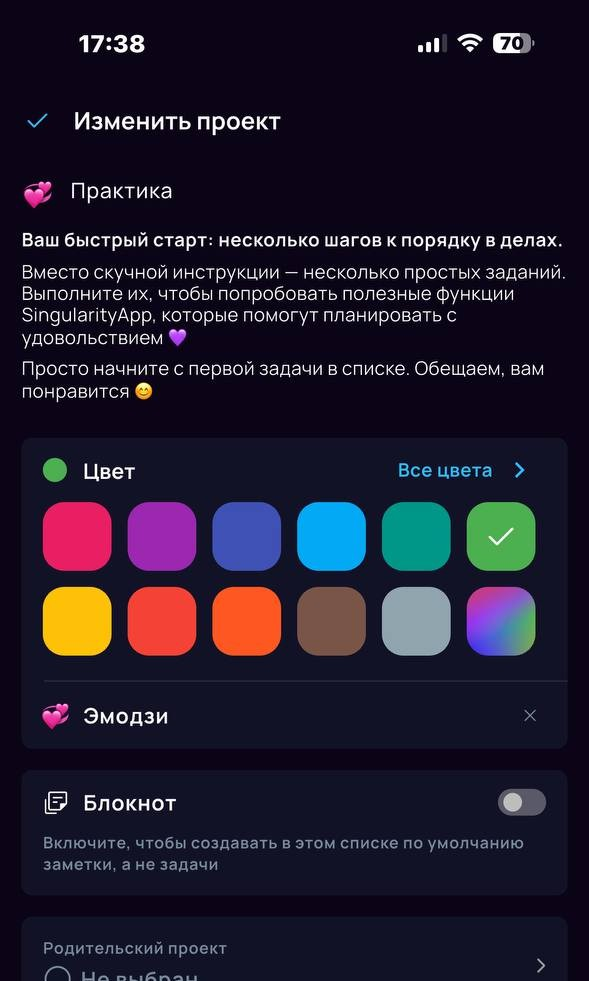 17:38
70
Изменить проект
Практика
Ваш быстрый старт: несколько шагов к порядку в делах.
Вместо скучной инструкции — несколько простых заданий.
Выполните их, чтобы попробовать полезные функции
SingularityApp, которые помогут планировать с
удовольствием 💜
Просто начните с первой задачи в списке. Обещаем, вам
понравится 😊
Цвет
Все цвета
Эмодзи
Блокнот
Включите, чтобы создавать в этом списке по умолчанию
заметки, а не задачи
Родительский проект
Не выбран